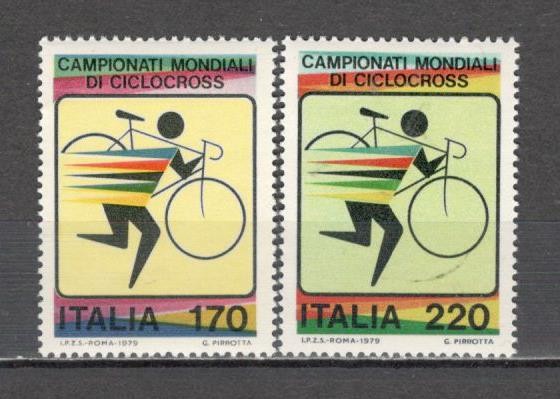 CAMPIONATI MONDIALI
DI CICLOCROSS
ITALIA 170
I.P.Z.S.-ROMA-1979 G. PIRROTTA
CAMPIONATI MONDIALI
DI CICLOCROSS
ITALIA 220
I.P.Z.S.-ROMA-1979 G. PIRROTTA